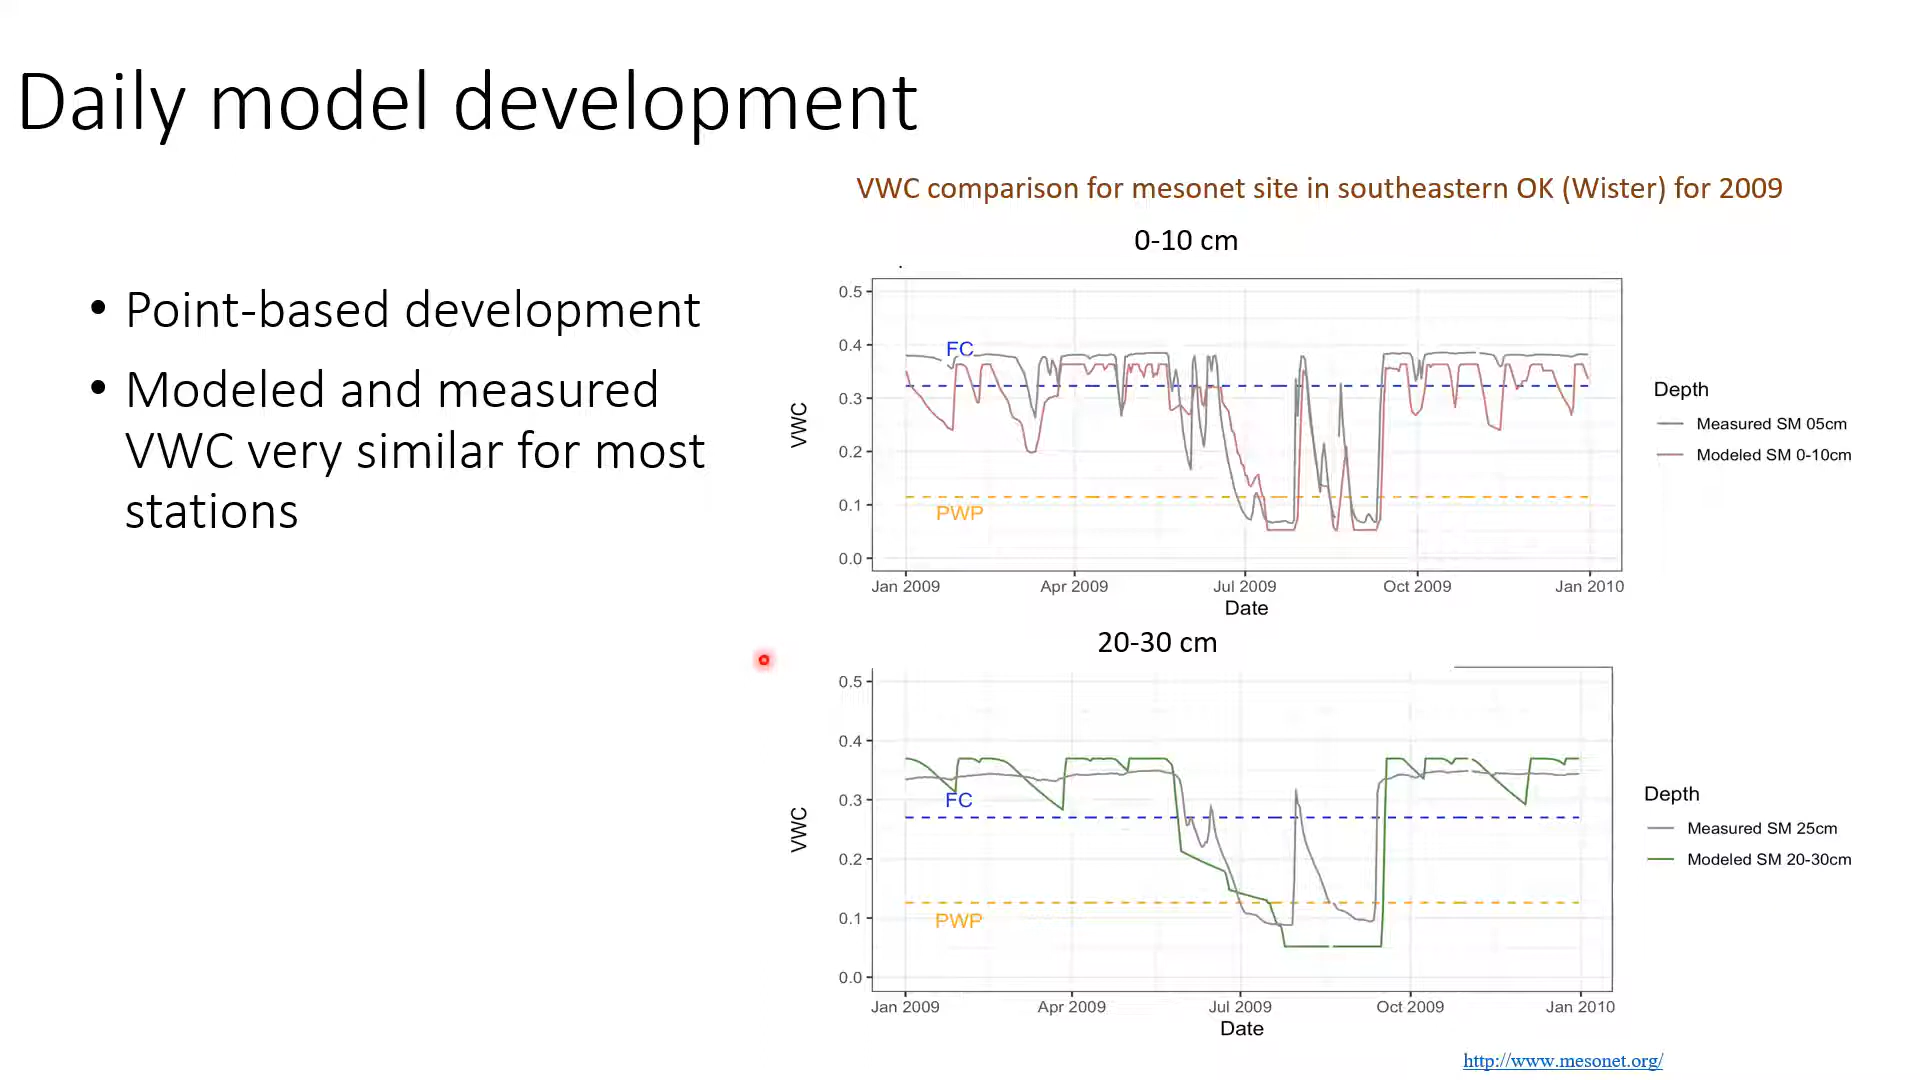 Daily model development
VWC comparison for mesonet site in southeastern OK (Wister) for 2009
• Point-based development
• Modeled and measured
VWC very similar for most
stations
0-10 cm
0.5
0.4
0.3
0.2
0.1
0.0
VWC
FC
PWP
Jan 2009
Apr 2009
Jul 2009
Oct 2009
Jan 2010
Date
Depth
Measured SM 05cm
Modeled SM 0-10cm
20-30 cm
0.5
0.4
0.3
0.2
0.1
0.0
VWC
FC
PWP
Jan 2009
Apr 2009
Jul 2009
Oct 2009
Jan 2010
Date
Depth
Measured SM 25cm
Modeled SM 20-30cm
http://www.mesonet.org/